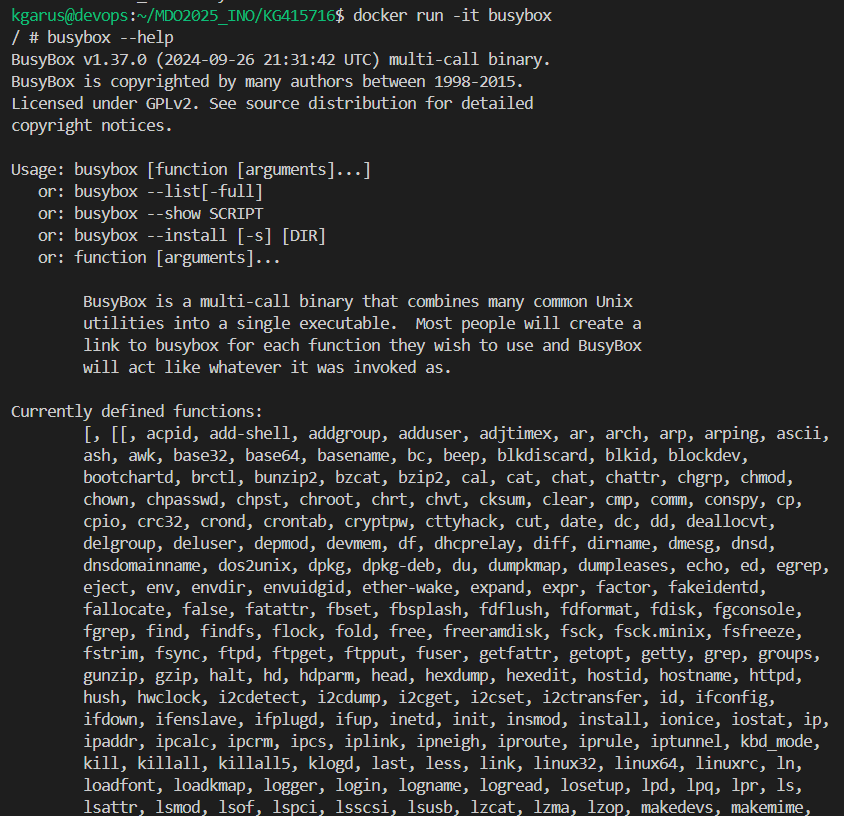 kgarus@devops:~/MDO2025_INO/KG415716$ docker run -it busybox
/ # busybox --help
BusyBox v1.37.0 (2024-09-26 21:31:42 UTC) multi-call binary.
BusyBox is copyrighted by many authors between 1998-2015.
Licensed under GPLv2. See source distribution for detailed
copyright notices.

Usage: busybox [function [arguments]...]
   or: busybox --list[-full]
   or: busybox --show SCRIPT
   or: busybox --install [-s] [DIR]
   or: function [arguments]...

        BusyBox is a multi-call binary that combines many common Unix
        utilities into a single executable.  Most people will create a
        link to busybox for each function they wish to use and BusyBox
        will act like whatever it was invoked as.

Currently defined functions:
        [, [[, acpid, add-shell, addgroup, adduser, adjtimex, ar, arch, arp, arping, ascii,
        ash, awk, base32, base64, basename, bc, beep, blkdiscard, blkid, blockdev,
        bootchartd, brctl, bunzip2, bzcat, bzip2, cal, cat, chat, chattr, chgrp, chmod,
        chown, chpasswd, chpst, chroot, chrt, chvt, cksum, clear, cmp, comm, conspy, cp,
        cpio, crc32, crond, crontab, cryptpw, cttyhack, cut, date, dc, dd, deallocvt,
        delgroup, deluser, depmod, devmem, df, dhcprelay, diff, dirname, dmesg, dnsd,
        dnsdomainname, dos2unix, dpkg, dpkg-deb, du, dumpkmap, dumpleases, echo, ed, egrep,
        eject, env, envdir, envuidgid, ether-wake, expand, expr, factor, fakeidentd,
        fallocate, false, fatattr, fbset, fbsplash, fdflush, fdformat, fdisk, fgconsole,
        fgrep, find, findfs, flock, fold, free, freeramdisk, fsck, fsck.minix, fsfreeze,
        fstrim, fsync, ftpd, ftpget, ftpput, fuser, getfattr, getopt, getty, grep, groups,
        gunzip, gzip, halt, hd, hdparm, head, hexdump, hexedit, hostid, hostname, httpd,
        hush, hwclock, i2cdetect, i2cdump, i2cget, i2cset, i2ctransfer, id, ifconfig,
        ifdown, ifenslave, ifplugd, ifup, inetd, init, insmod, install, ionice, iostat, ip,
        ipaddr, ipcalc, ipcrm, ipcs, iplink, ipneigh, iproute, iprule, iptunnel, kbd_mode,
        kill, killall, killall5, klogd, last, less, link, linux32, linux64, linuxrc, ln,
        loadfont, loadkmap, logger, login, logname, logread, losetup, lpd, lpq, lpr, ls,
        lsattr, lsmod, lsof, lspci, lsscsi, lsusb, lzcat, lzma, lzop, makedevs, makemime,